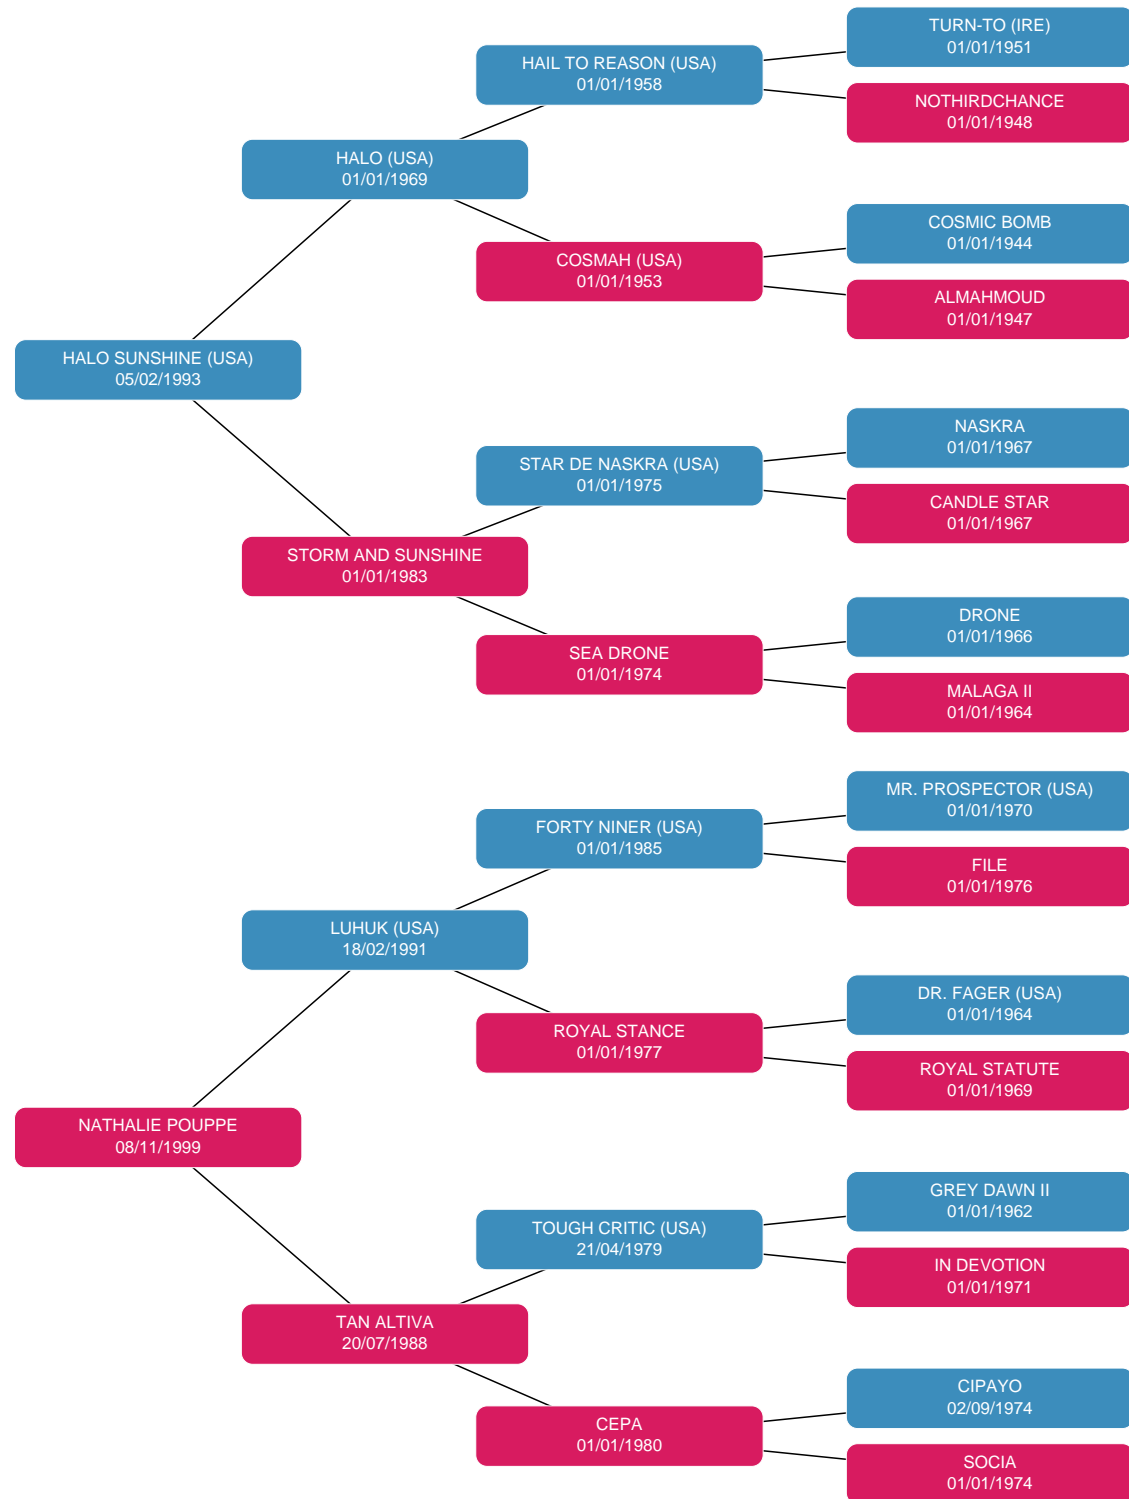 TURN-TO (IRE)
01/01/1951
HAIL TO REASON (USA)
01/01/1958
NOTHIRDCHANCE
01/01/1948
HALO (USA)
01/01/1969
COSMIC BOMB
01/01/1944
COSMAH (USA)
01/01/1953
ALMAHMOUD
01/01/1947
HALO SUNSHINE (USA)
05/02/1993
NASKRA
01/01/1967
STAR DE NASKRA (USA)
01/01/1975
CANDLE STAR
01/01/1967
STORM AND SUNSHINE
01/01/1983
DRONE
01/01/1966
SEA DRONE
01/01/1974
MALAGA II
01/01/1964
MR. PROSPECTOR (USA)
01/01/1970
FORTY NINER (USA)
01/01/1985
FILE
01/01/1976
LUHUK (USA)
18/02/1991
DR. FAGER (USA)
01/01/1964
ROYAL STANCE
01/01/1977
ROYAL STATUTE
01/01/1969
NATHALIE POUPPE
08/11/1999
GREY DAWN II
01/01/1962
TOUGH CRITIC (USA)
21/04/1979
IN DEVOTION
01/01/1971
TAN ALTIVA
20/07/1988
CIPAYO
02/09/1974
CEPA
01/01/1980
SOCIA
01/01/1974